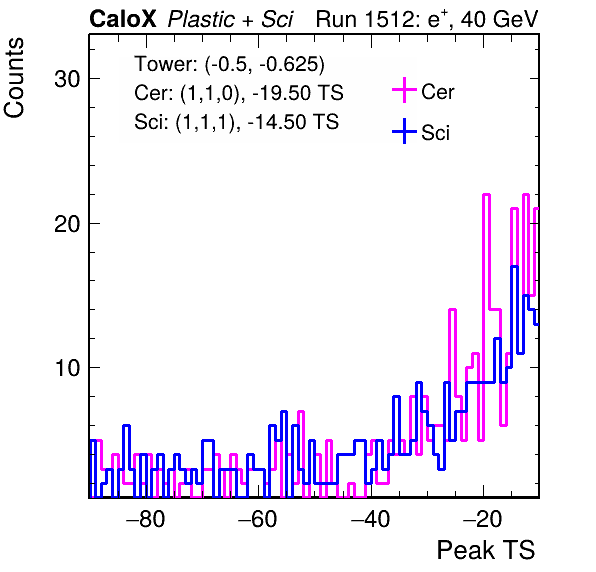 CaloX Plastic + Sci Run 1512: e+, 40 GeV
Counts
Tower: (-0.5, -0.625)
Cer: (1,1,0), -19.50 TS
Sci: (1,1,1), -14.50 TS
Cer
Sci
30
20
10
−80 −60 −40 −20
Peak TS